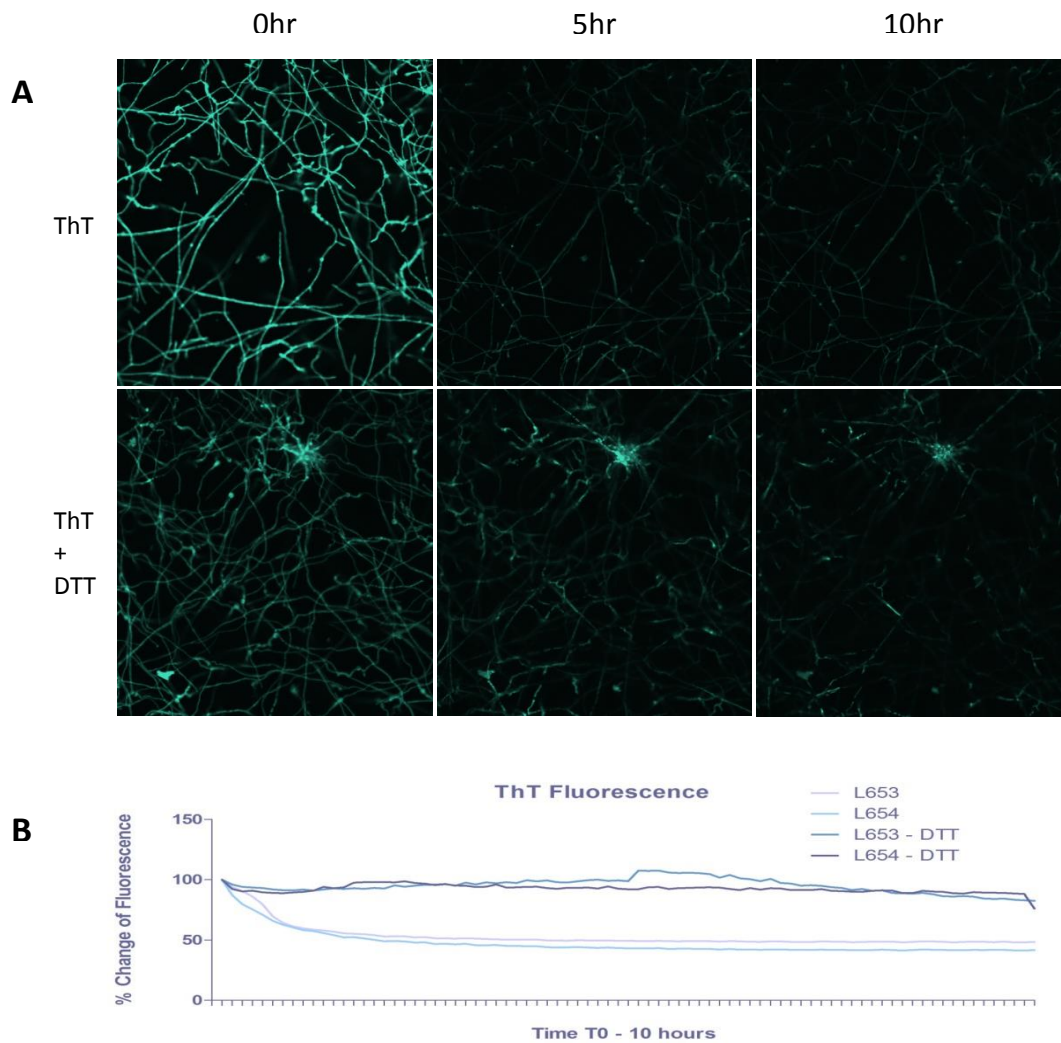 0hr 5hr 10hr
A
ThT
ThT
+
DTT
B
ThT Fluorescence
L653
L654
L653 - DTT
L654 - DTT
% Change of Fluorescence
150
100
50
0
Time T0 - 10 hours